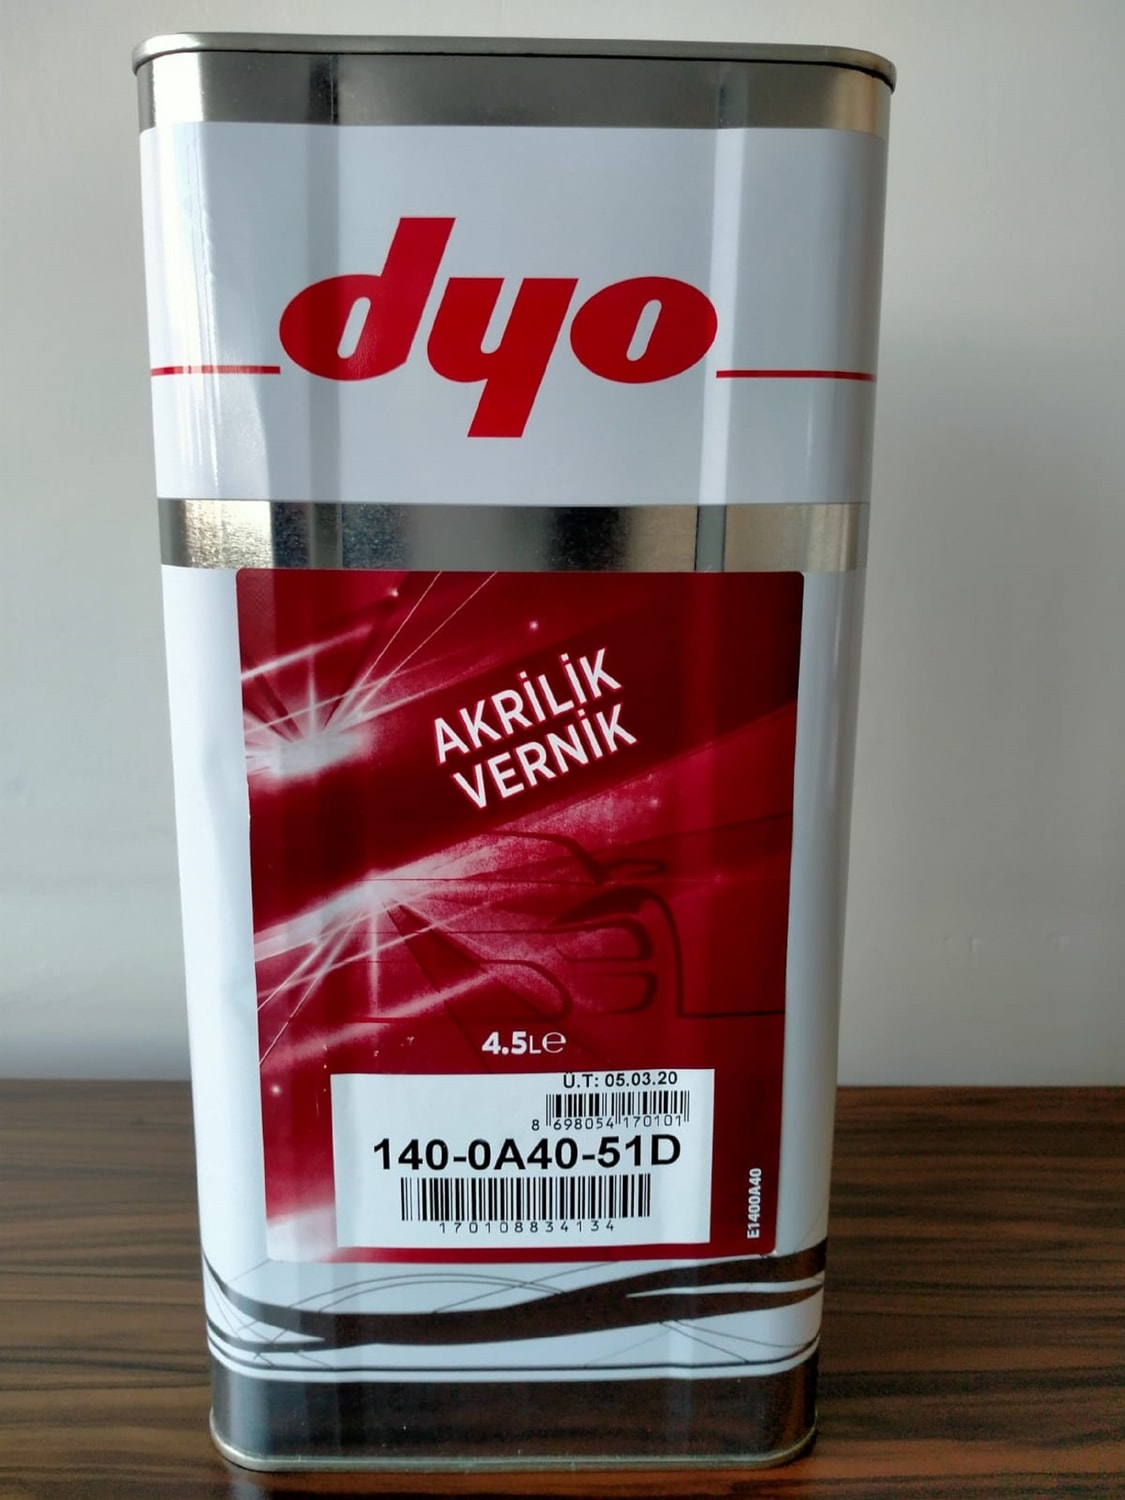 dyo
AKRİLİK
VERNİK
4.5L℮
Ü.T: 05.03.20
8 698054 170101
140-0A40-51D
170108834134
E1400A40